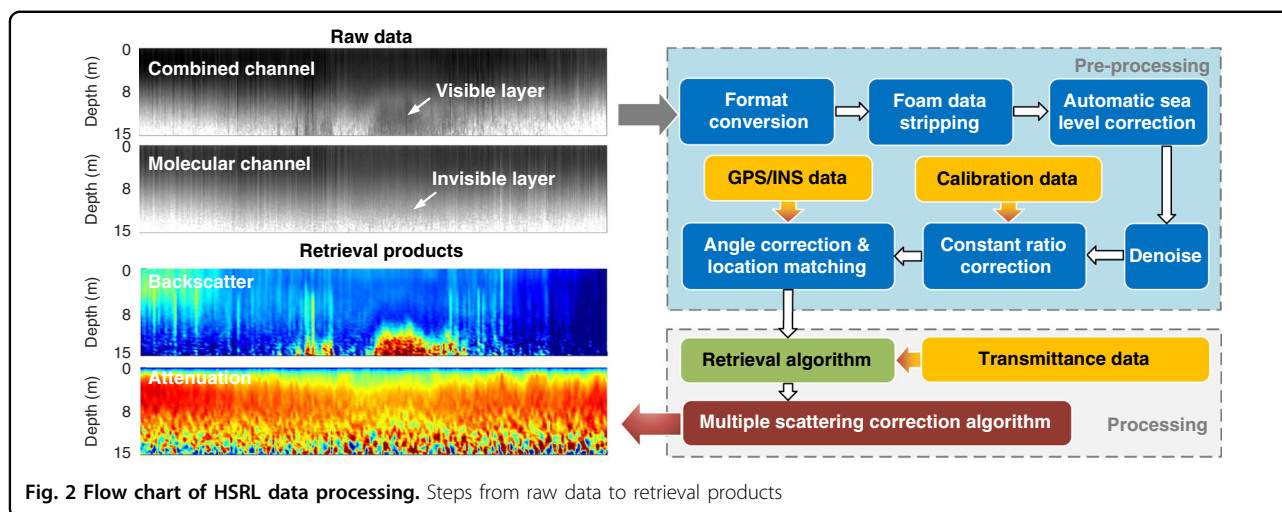 Raw data
Depth (m)
0
8
15
Combined channel
Visible layer
Depth (m)
0
8
15
Molecular channel
Invisible layer
Retrieval products
Depth (m)
0
8
15
Backscatter
Depth (m)
0
8
15
Attenuation
Pre-processing
Format
conversion
Foam data
stripping
Automatic sea
level correction
GPS/INS data
Calibration data
Angle correction &
location matching
Constant ratio
correction
Denoise
Retrieval algorithm
Transmittance data
Multiple scattering correction algorithm
Processing
Fig. 2 Flow chart of HSRL data processing. Steps from raw data to retrieval products